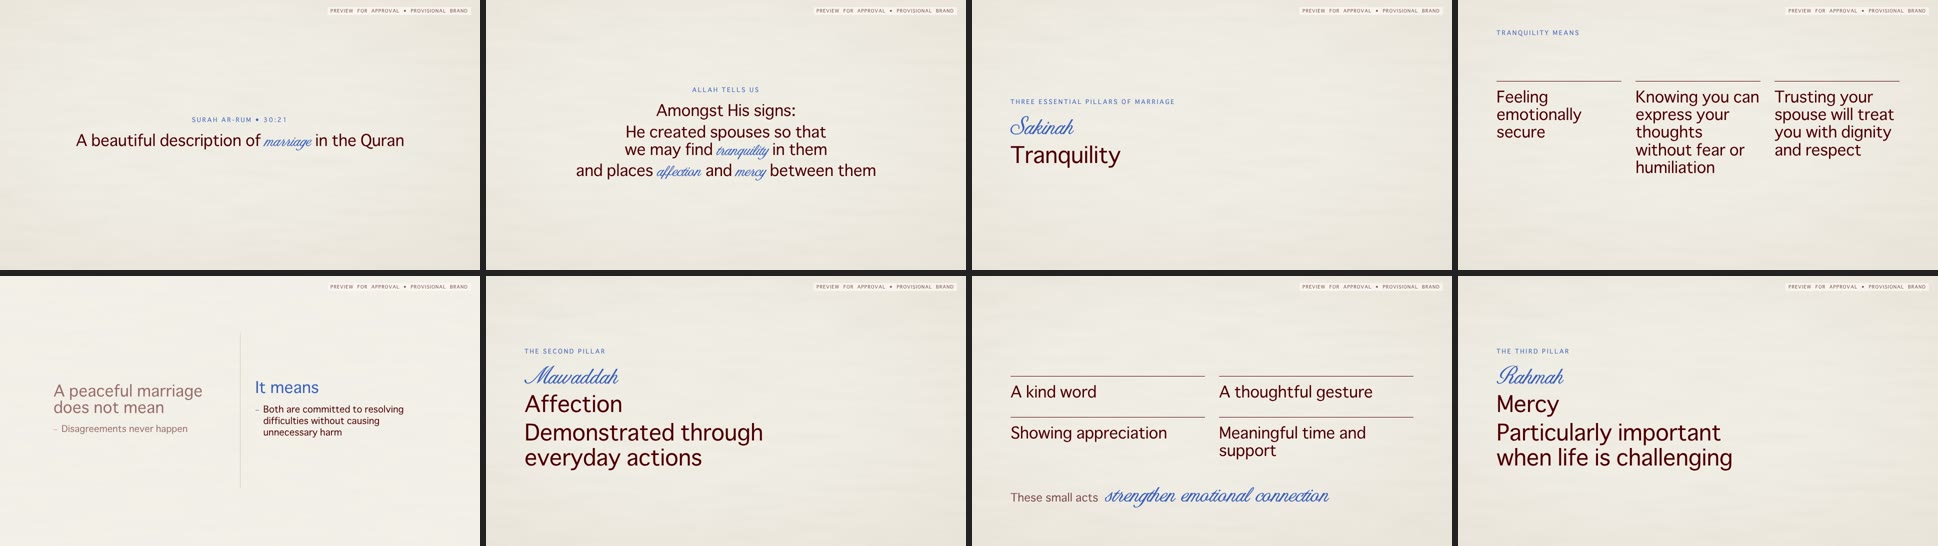 PREVIEW FOR APPROVAL • PROVISIONAL BRAND
SURAH AR-RUM • 30:21
A beautiful description of marriage in the Quran
PREVIEW FOR APPROVAL • PROVISIONAL BRAND
ALLAH TELLS US
Amongst His signs:
He created spouses so that
we may find tranquility in them
and places affection and mercy between them
PREVIEW FOR APPROVAL • PROVISIONAL BRAND
THREE ESSENTIAL PILLARS OF MARRIAGE
Sakinah
Tranquility
PREVIEW FOR APPROVAL • PROVISIONAL BRAND
TRANQUILITY MEANS
Feeling
emotionally
secure
Knowing you can
express your
thoughts
without fear or
humiliation
Trusting your
spouse will treat
you with dignity
and respect
PREVIEW FOR APPROVAL • PROVISIONAL BRAND
A peaceful marriage
does not mean
– Disagreements never happen
It means
– Both are committed to resolving
difficulties without causing
unnecessary harm
PREVIEW FOR APPROVAL • PROVISIONAL BRAND
THE SECOND PILLAR
Mawaddah
Affection
Demonstrated through
everyday actions
PREVIEW FOR APPROVAL • PROVISIONAL BRAND
A kind word
A thoughtful gesture
Showing appreciation
Meaningful time and
support
These small acts strengthen emotional connection
PREVIEW FOR APPROVAL • PROVISIONAL BRAND
THE THIRD PILLAR
Rahmah
Mercy
Particularly important
when life is challenging